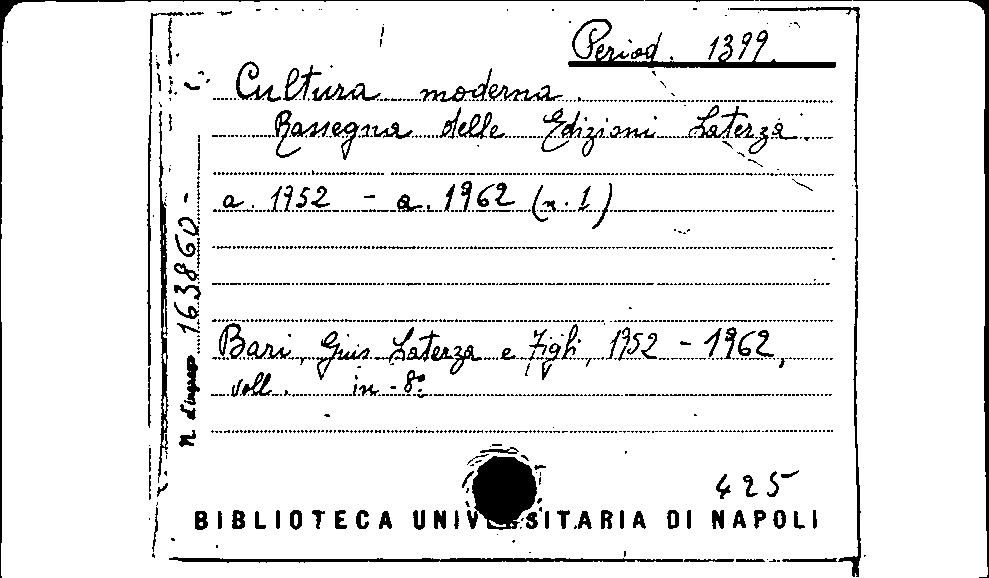 Period. 1399.
Cultura moderna.
Rassegna delle Edizioni Laterza.
a. 1952 - a. 1962 (n. 1)
n. d'ingresso 163860 -
Bari, Gius. Laterza e Figli, 1952 - 1962,
voll. in-8º.
425
BIBLIOTECA UNIVERSITARIA DI NAPOLI